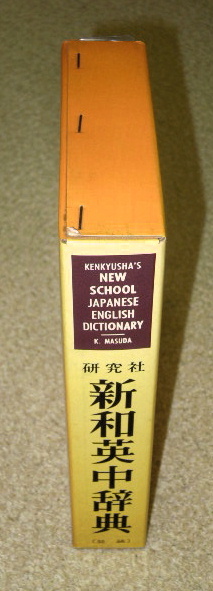 KENKYUSHA'S
NEW
SCHOOL
JAPANESE
ENGLISH
DICTIONARY
K. MASUDA
研究社
新和英中辞典